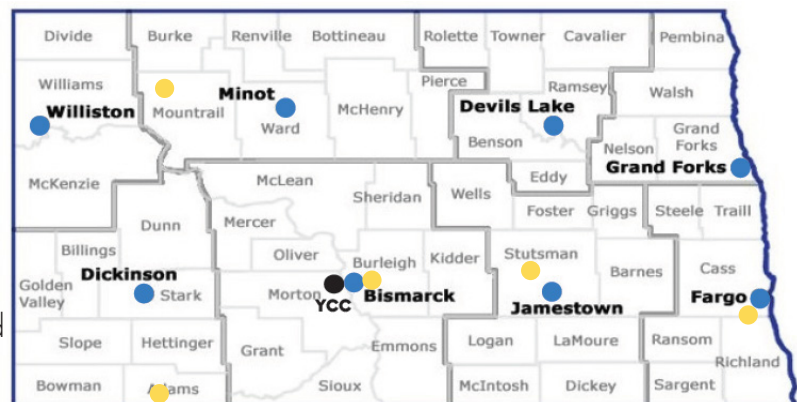 Divide
Burke
Renville
Bottineau
Rolette
Towner
Cavalier
Pembina
Williams
Williston
Mountrail
Minot
Ward
McHenry
Pierce
Devils Lake
Ramsey
Benson
Walsh
Nelson
Grand
Forks
Grand Forks
McKenzie
McLean
Sheridan
Wells
Eddy
Foster
Griggs
Steele
Traill
Dunn
Mercer
Oliver
Burleigh
Kidder
Stutsman
Barnes
Cass
Billings
Golden
Valley
Dickinson
Stark
Morton
YCC
Bismarck
Jamestown
Fargo
d
Slope
Hettinger
Grant
Emmons
Logan
LaMoure
Ransom
Richland
Bowman
Adams
Sioux
McIntosh
Dickey
Sargent